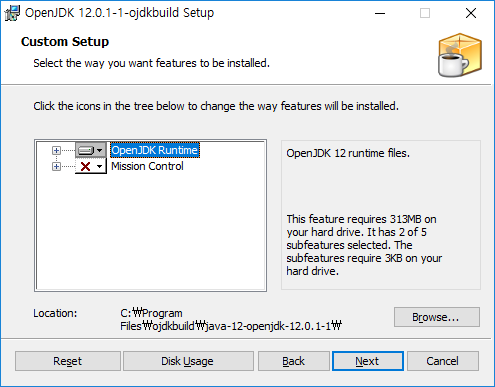 OpenJDK 12.0.1-1-ojdkbuild Setup
Custom Setup
Select the way you want features to be installed.
Click the icons in the tree below to change the way features will be installed.
OpenJDK Runtime
Mission Control
OpenJDK 12 runtime files.
This feature requires 313MB on
your hard drive. It has 2 of 5
subfeatures selected. The
subfeatures require 3KB on your
hard drive.
Location:
C:₩Program
Files₩ojdkbuild₩java-12-openjdk-12.0.1-1₩
Browse...
Reset
Disk Usage
Back
Next
Cancel